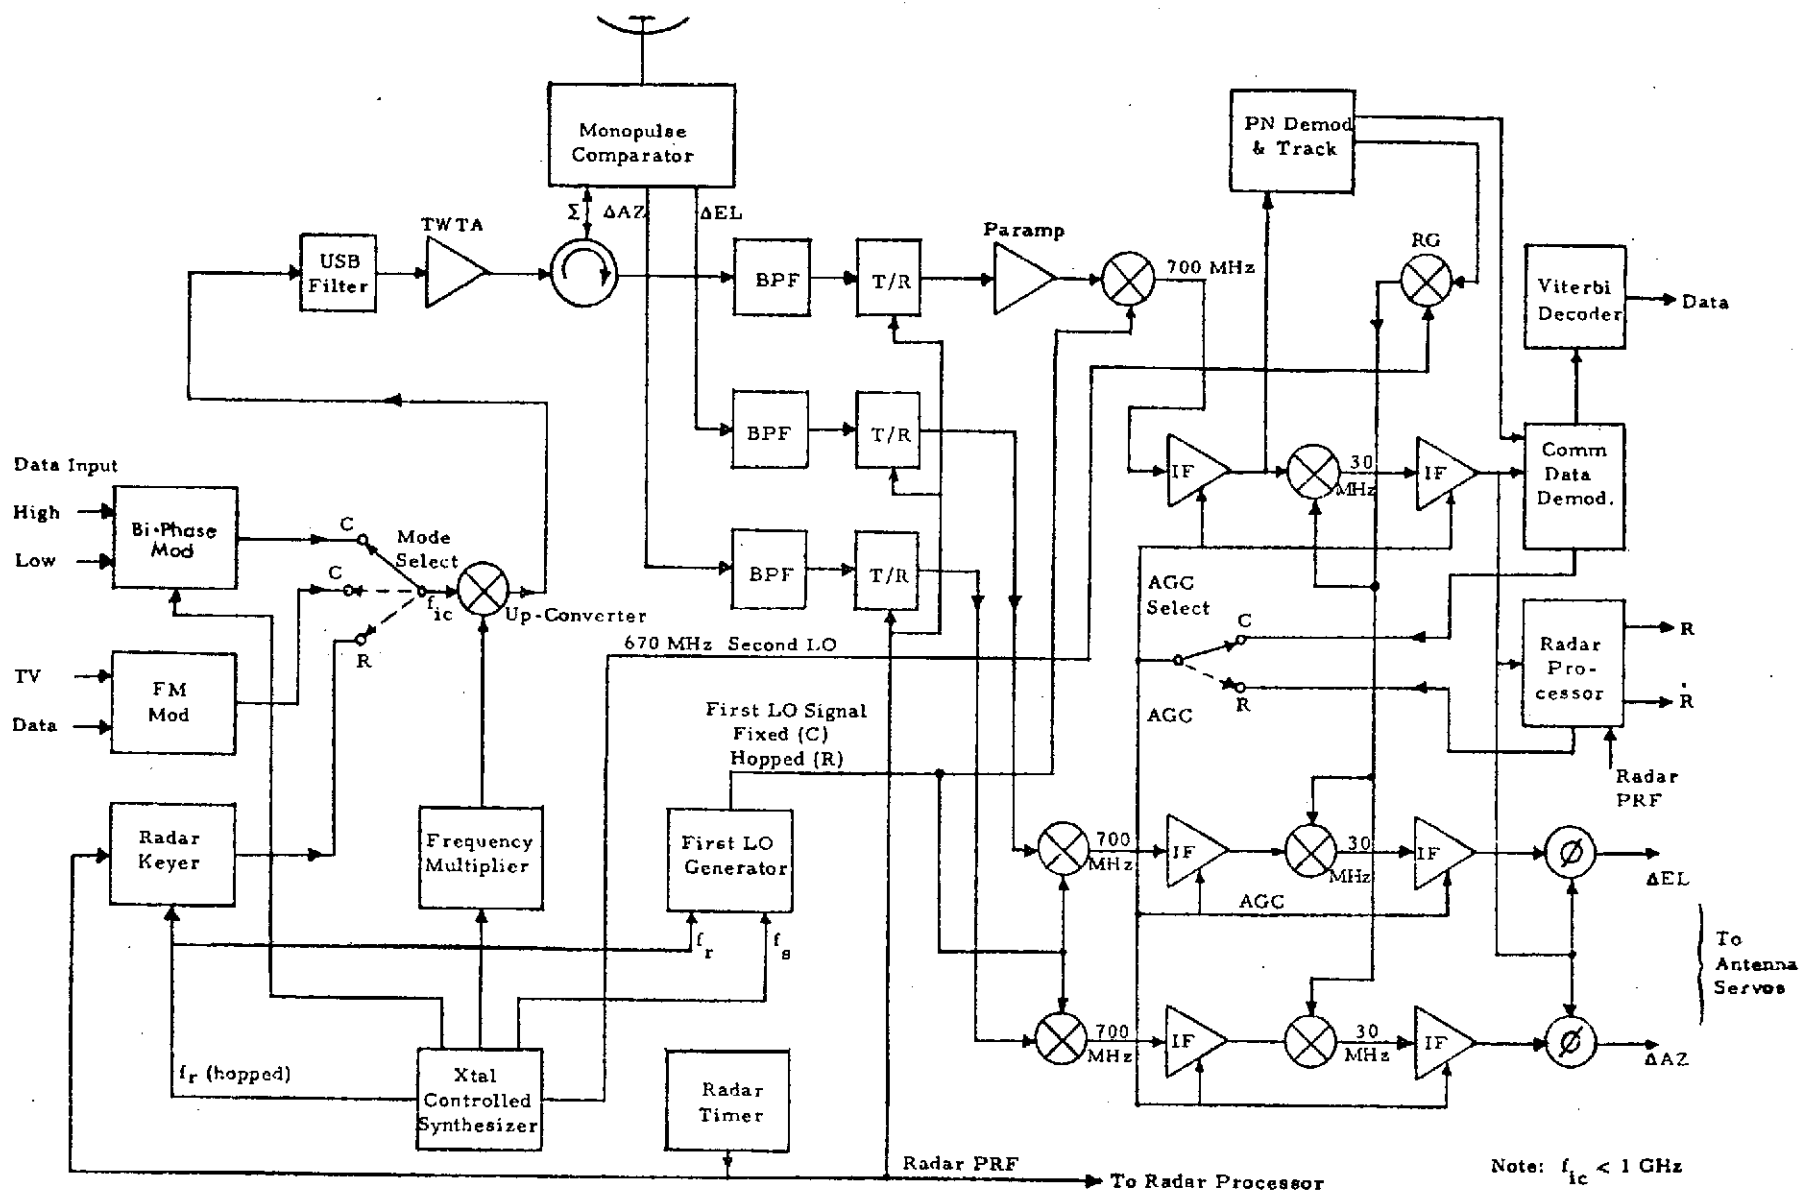 Monopulse
Comparator
PN Demod
& Track
Σ
ΔAZ
ΔEL
TWTA
Paramp
RG
USB
Filter
BPF
T/R
700 MHz
Viterbi
Decoder
Data
BPF
T/R
IF
30
MHz
IF
Comm
Data
Demod.
Data Input
High
Low
Bi-Phase
Mod
C
Mode
Select
C
f_ic
Up-Converter
R
BPF
T/R
AGC
Select
C
R
AGC
Radar
Pro-
cessor
R
Ṙ
Radar
PRF
670 MHz Second LO
TV
Data
FM
Mod
First LO Signal
Fixed (C)
Hopped (R)
Radar
Keyer
Frequency
Multiplier
First LO
Generator
700
MHz
IF
30
MHz
IF
ø
ΔEL
AGC
f_r
f_s
To
Antenna
Servos
f_r (hopped)
Xtal
Controlled
Synthesizer
Radar
Timer
700
MHz
IF
30
MHz
IF
ø
ΔAZ
Radar PRF
To Radar Processor
Note: f_ic < 1 GHz